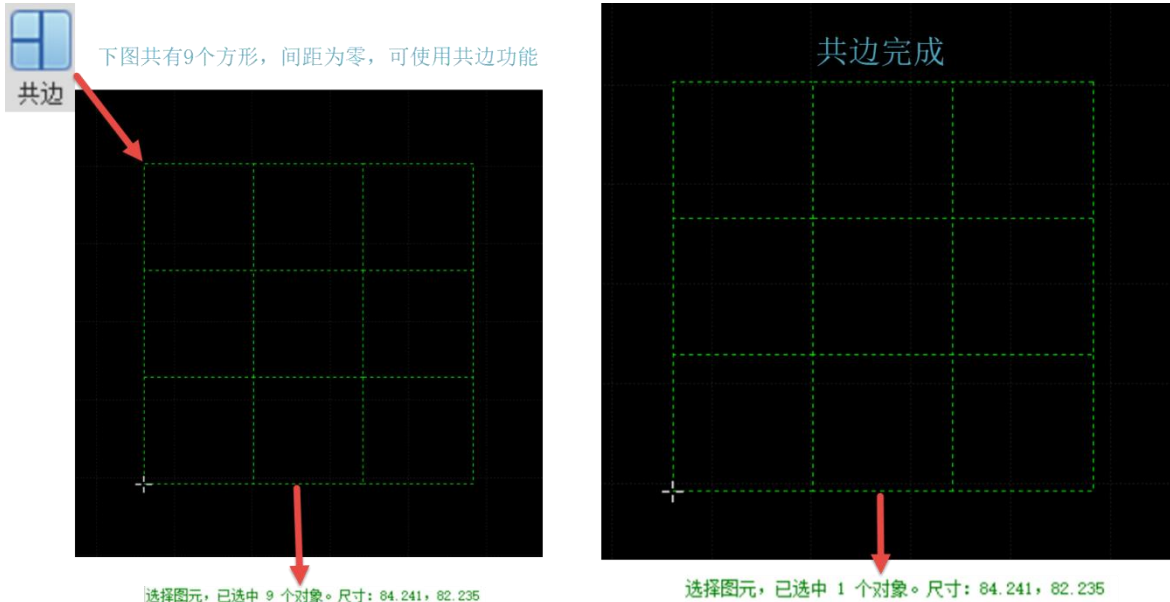 下图共有9个方形，间距为零，可使用共边功能
共边
选择图元，已选中 9 个对象。尺寸: 84.241，82.235
共边完成
选择图元，已选中 1 个对象。尺寸: 84.241，82.235